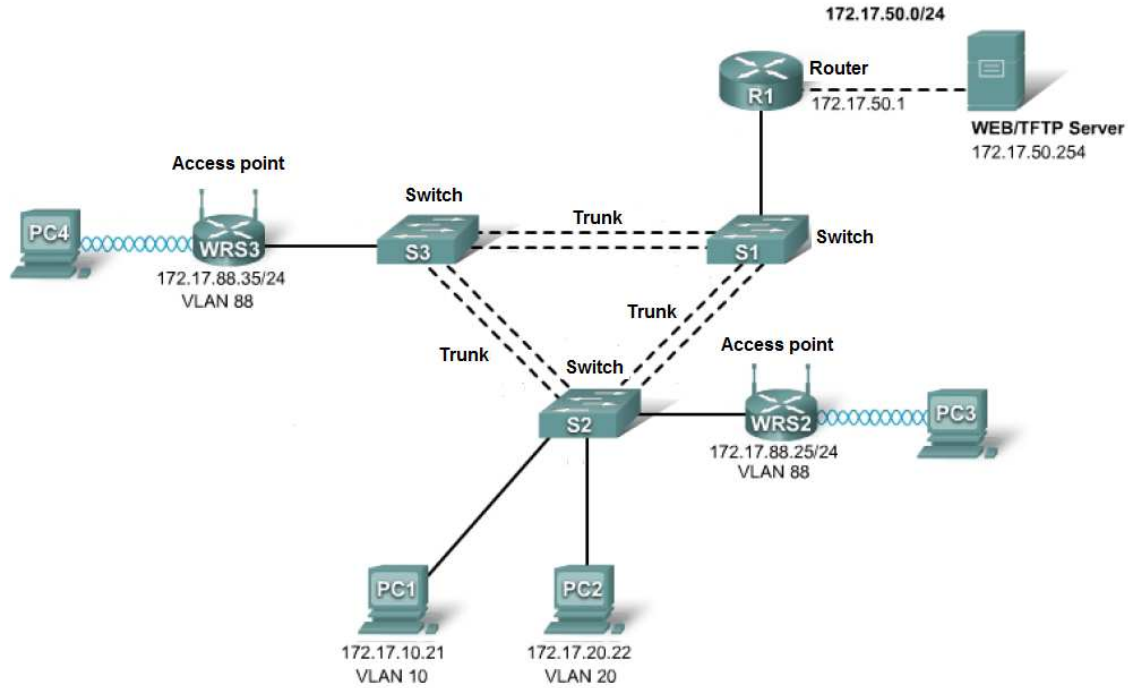 172.17.50.0/24
Router
R1
172.17.50.1
WEB/TFTP Server
172.17.50.254
Access point
Switch
Trunk
PC4
WRS3
S3
S1
Switch
172.17.88.35/24
VLAN 88
Trunk
Trunk
Access point
Switch
S2
WRS2
PC3
172.17.88.25/24
VLAN 88
PC1
PC2
172.17.10.21
VLAN 10
172.17.20.22
VLAN 20